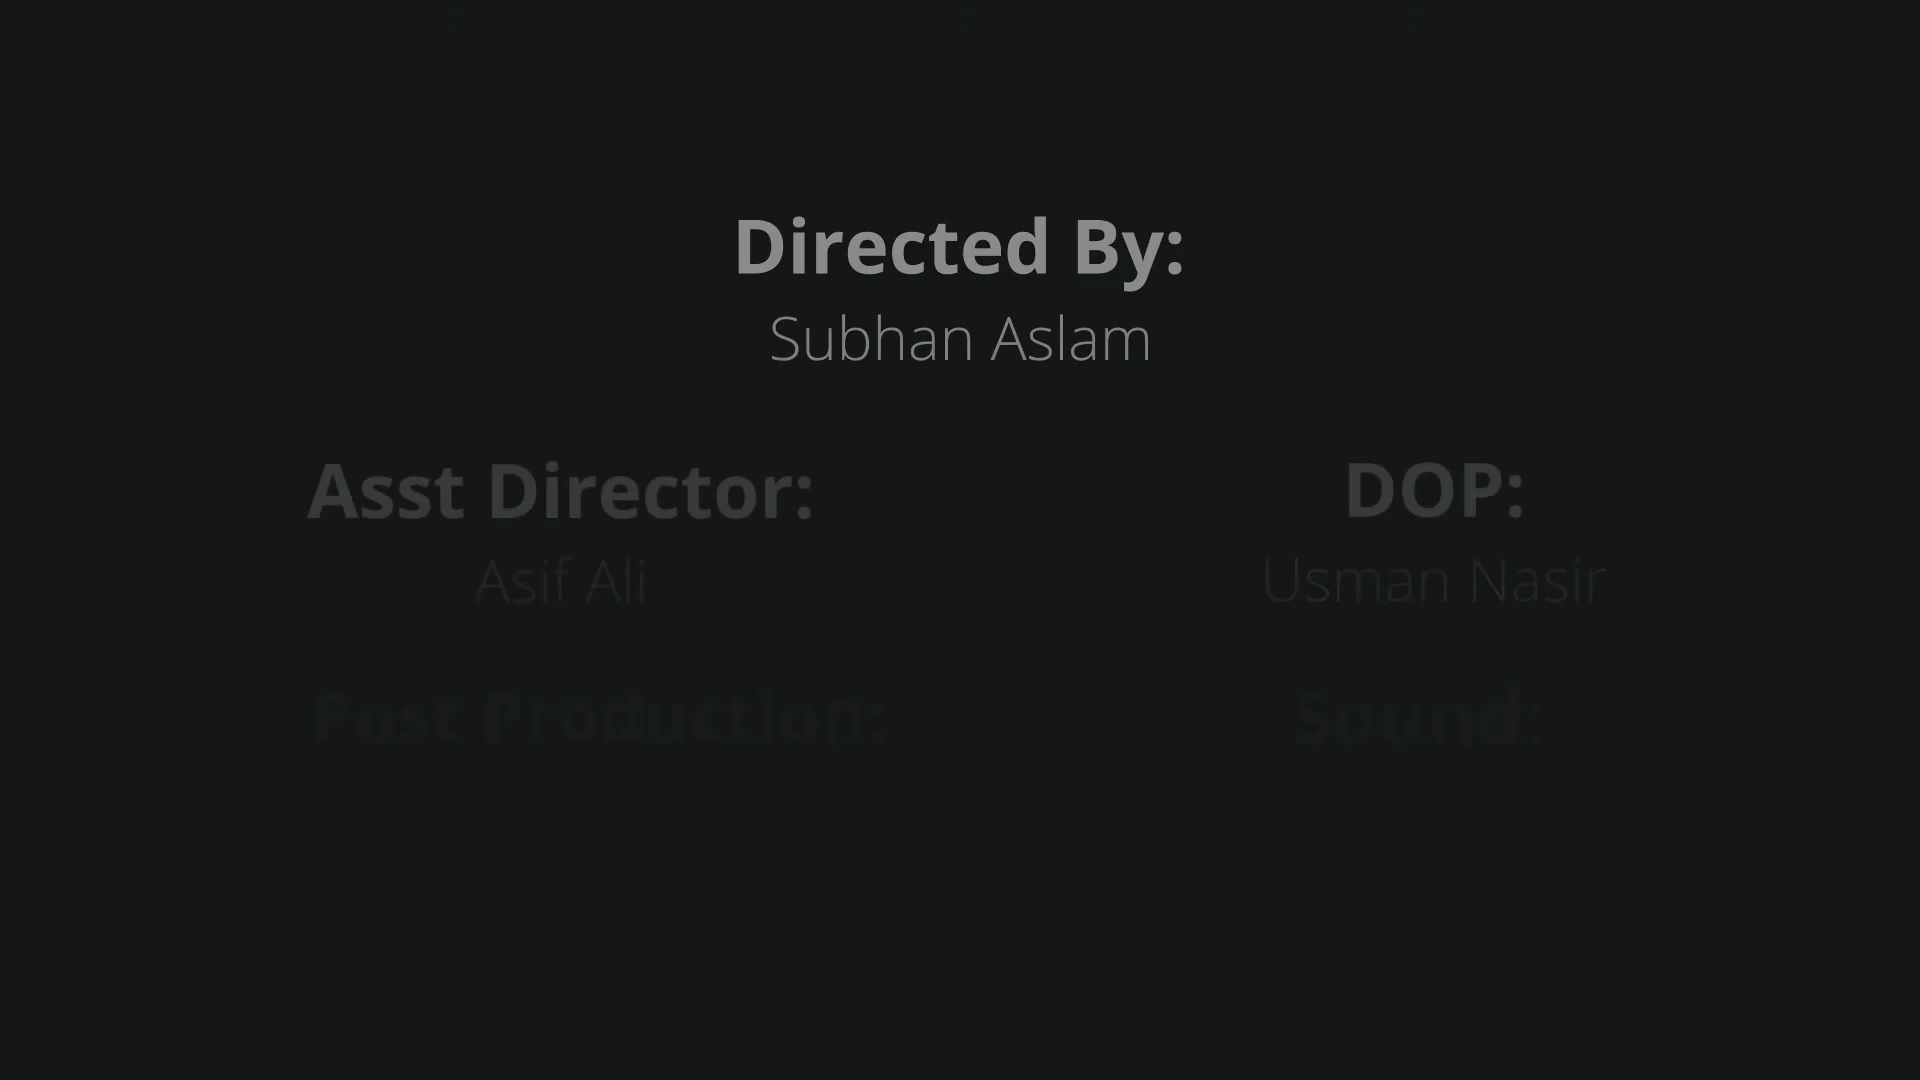 Directed By:
Subhan Aslam
Asst Director:
DOP:
Asif Ali
Usman Nasir
Post Production:
Sound: